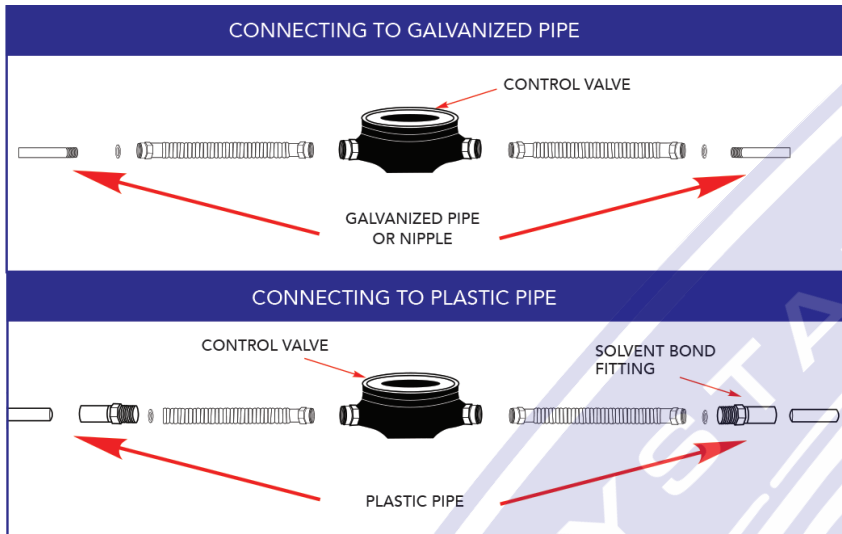 CONNECTING TO GALVANIZED PIPE
CONTROL VALVE
GALVANIZED PIPE
OR NIPPLE
CONNECTING TO PLASTIC PIPE
CONTROL VALVE
SOLVENT BOND
FITTING
PLASTIC PIPE
YSTA